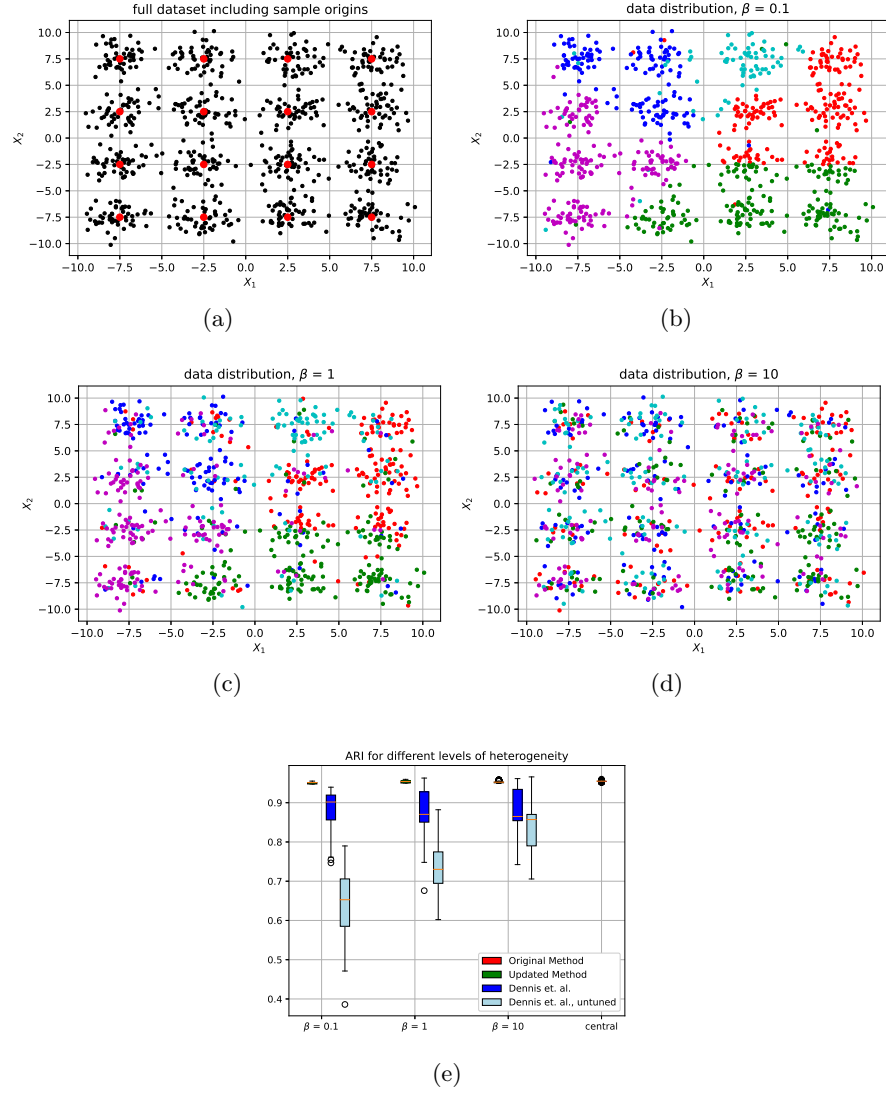 full dataset including sample origins
10.0
7.5
5.0
2.5
0.0
−2.5
−5.0
−7.5
−10.0
X2
−10.0 −7.5 −5.0 −2.5 0.0 2.5 5.0 7.5 10.0
X1
(a)
data distribution, β = 0.1
10.0
7.5
5.0
2.5
0.0
−2.5
−5.0
−7.5
−10.0
X2
−10.0 −7.5 −5.0 −2.5 0.0 2.5 5.0 7.5 10.0
X1
(b)
data distribution, β = 1
10.0
7.5
5.0
2.5
0.0
−2.5
−5.0
−7.5
−10.0
X2
−10.0 −7.5 −5.0 −2.5 0.0 2.5 5.0 7.5 10.0
X1
(c)
data distribution, β = 10
10.0
7.5
5.0
2.5
0.0
−2.5
−5.0
−7.5
−10.0
X2
−10.0 −7.5 −5.0 −2.5 0.0 2.5 5.0 7.5 10.0
X1
(d)
ARI for different levels of heterogeneity
0.9
0.8
0.7
0.6
0.5
0.4
Original Method
Updated Method
Dennis et. al.
Dennis et. al., untuned
β = 0.1 β = 1 β = 10 central
(e)